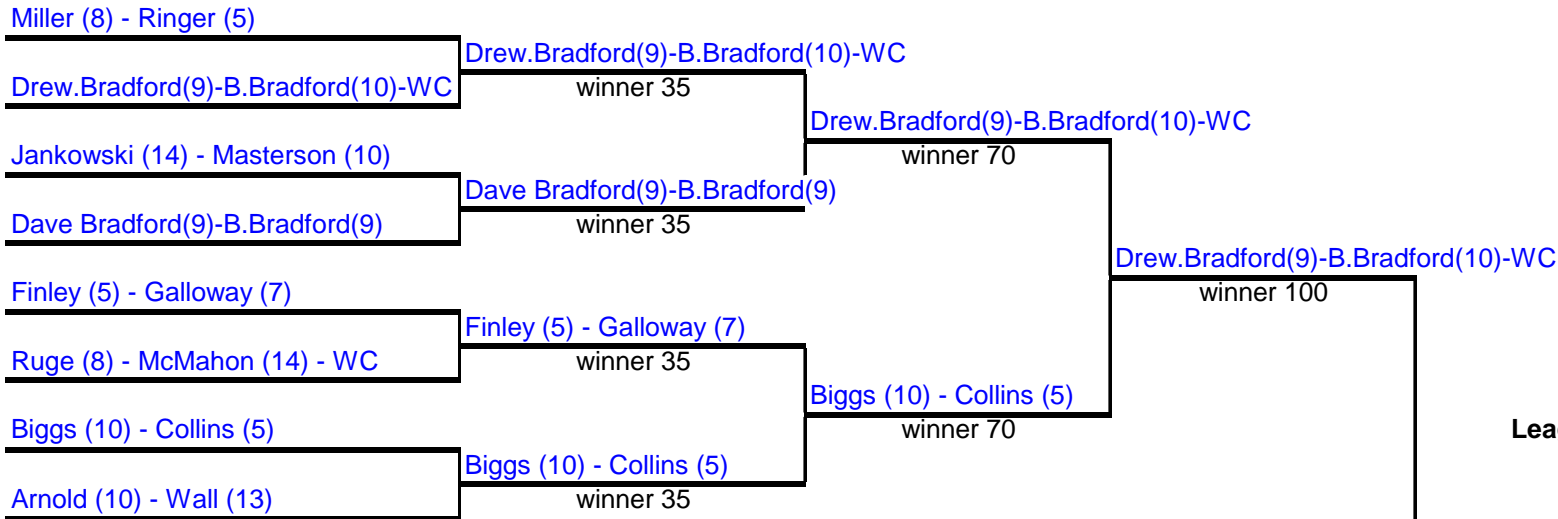 Miller (8) - Ringer (5)
Drew.Bradford(9)-B.Bradford(10)-WC
winner 35
Drew.Bradford(9)-B.Bradford(10)-WC
Drew.Bradford(9)-B.Bradford(10)-WC
winner 70
Jankowski (14) - Masterson (10)
Dave Bradford(9)-B.Bradford(9)
winner 35
Dave Bradford(9)-B.Bradford(9)
Drew.Bradford(9)-B.Bradford(10)-WC
winner 100
Finley (5) - Galloway (7)
Finley (5) - Galloway (7)
winner 35
Ruge (8) - McMahon (14) - WC
Biggs (10) - Collins (5)
winner 70
Biggs (10) - Collins (5)
Lea
Biggs (10) - Collins (5)
winner 35
Arnold (10) - Wall (13)